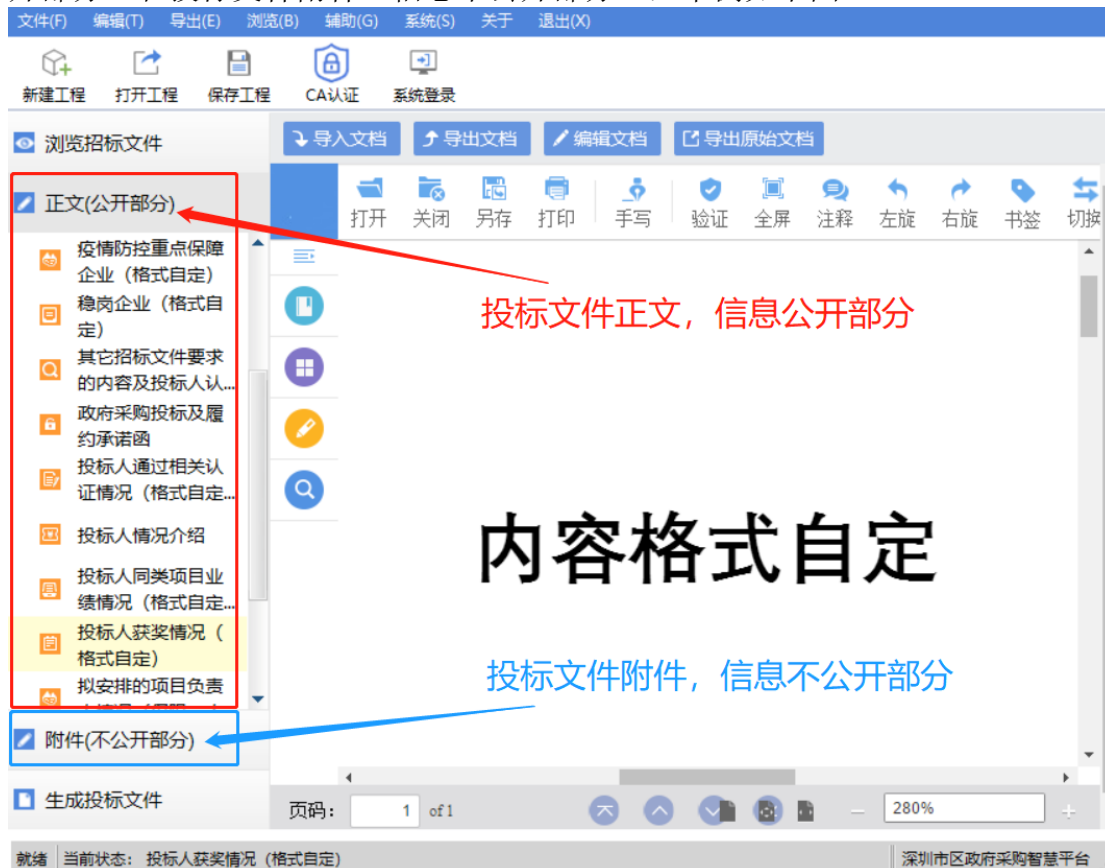 文件(F) 编辑(T) 导出(E) 浏览(B) 辅助(G) 系统(S) 关于 退出(X)
新建工程 打开工程 保存工程 CA认证 系统登录
浏览招标文件
导入文档 导出文档 编辑文档 导出原始文档
正文(公开部分)
打开 关闭 另存 打印 手写 验证 全屏 注释 左旋 右旋 书签 切换
疫情防控重点保障
企业（格式自定）
稳岗企业（格式自
定）
其它招标文件要求
的内容及投标人认...
政府采购投标及履
约承诺函
投标人通过相关认
证情况（格式自定...
投标人情况介绍
投标人同类项目业
绩情况（格式自定...
投标人获奖情况（
格式自定）
拟安排的项目负责
投标文件正文，信息公开部分
内容格式自定
投标文件附件，信息不公开部分
附件(不公开部分)
生成投标文件
页码: 1 of 1 280%
就绪 当前状态: 投标人获奖情况（格式自定） 深圳市区政府采购智慧平台